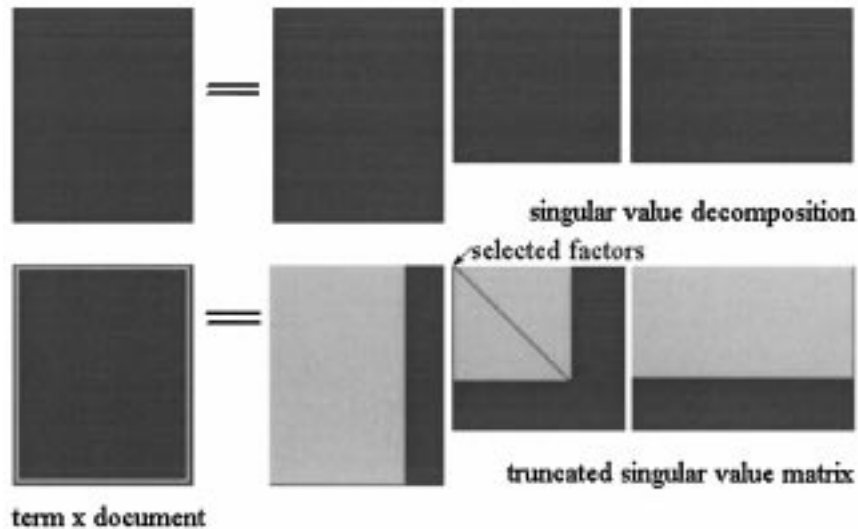 singular value decomposition
selected factors
truncated singular value matrix
term x document